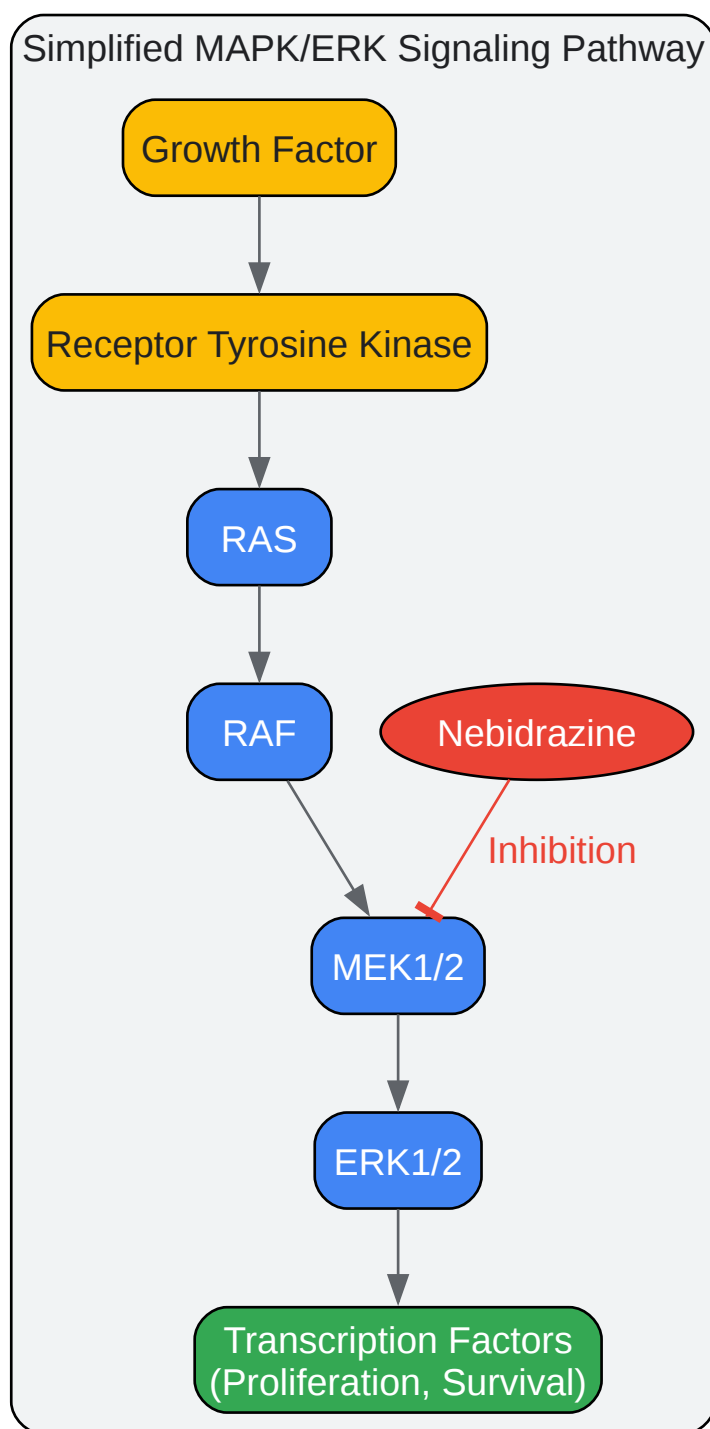 Simplified MAPK/ERK Signaling Pathway
Growth Factor
Receptor Tyrosine Kinase
RAS
RAF
Nebidrazine
Inhibition
MEK1/2
ERK1/2
Transcription Factors
(Proliferation, Survival)